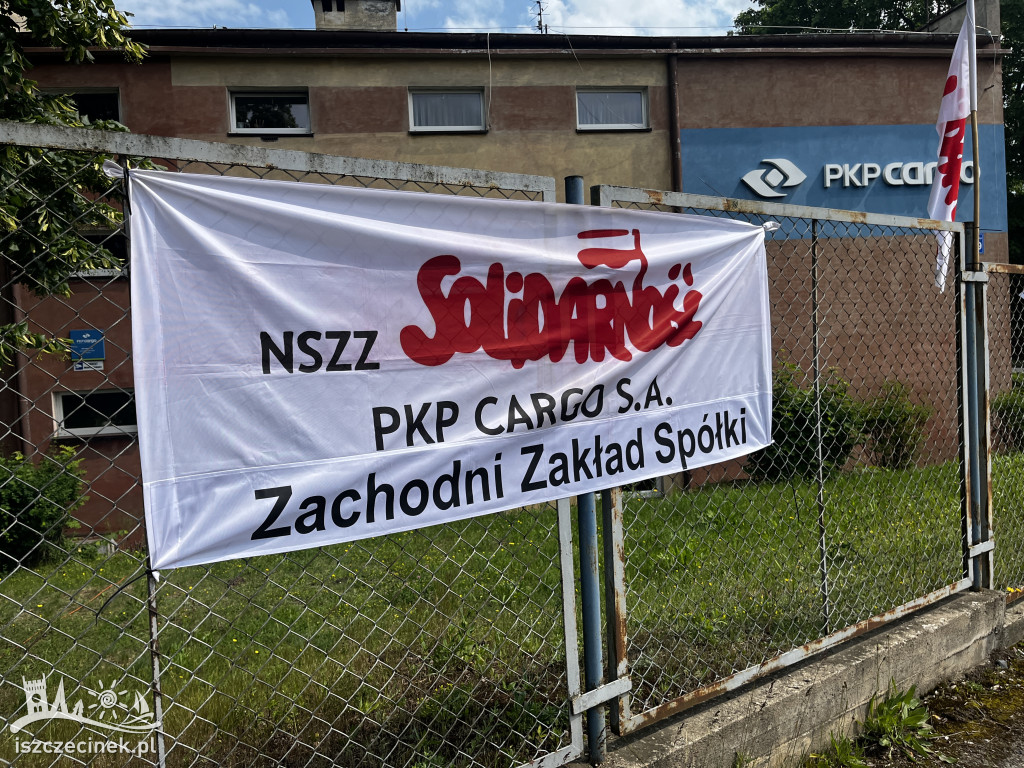 PKP CARGO
NSZZ Solidarność
PKP CARGO S.A.
Zachodni Zakład Spółki
iszczecinek.pl